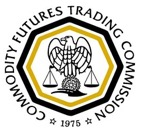 COMMODITY FUTURES TRADING COMMISSION
☆ 1975 ☆